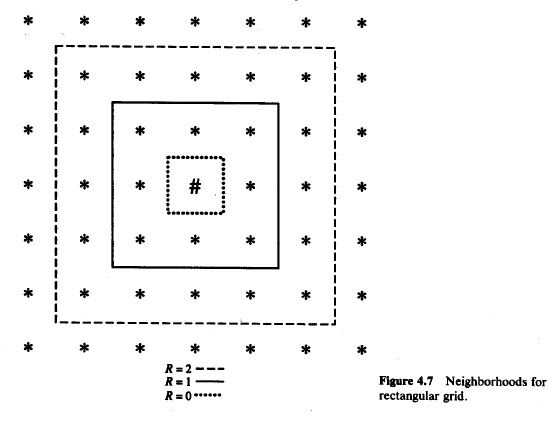 * * * * * * *
* * * * * * *
* * * * * * *
* * * # * * *
* * * * * * *
* * * * * * *
* * * * * * *
R = 2
R = 1
R = 0
Figure 4.7 Neighborhoods for
rectangular grid.